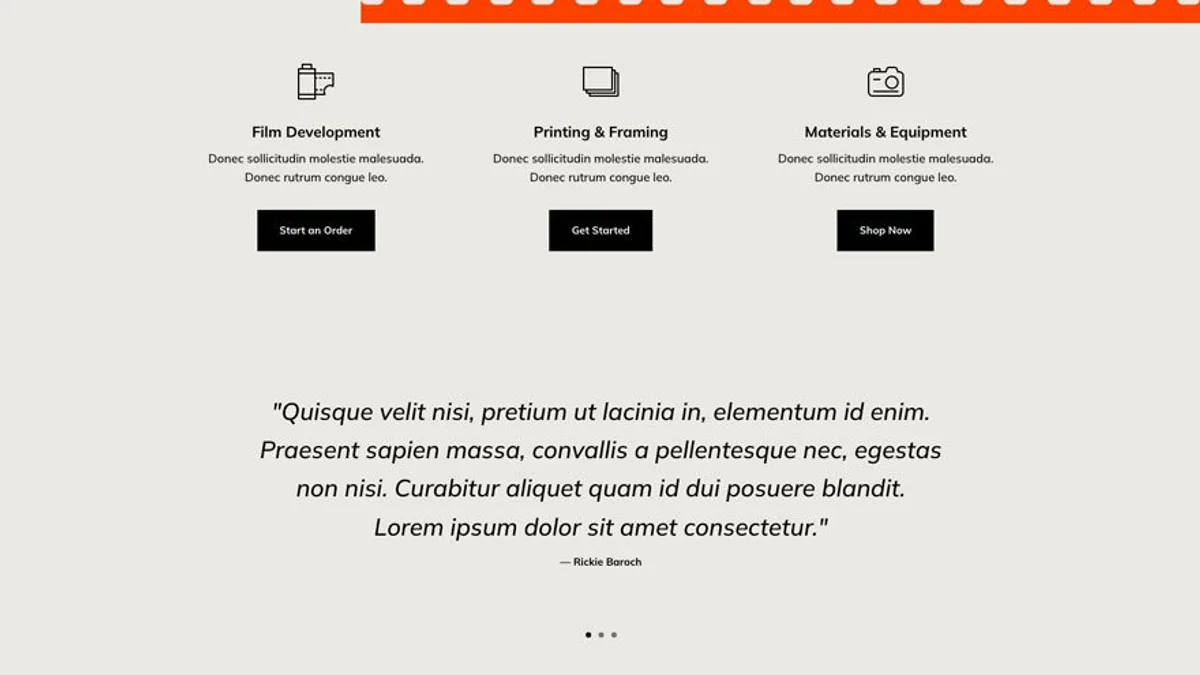 Film Development
Donec sollicitudin molestie malesuada.
Donec rutrum congue leo.
Start an Order
Printing & Framing
Donec sollicitudin molestie malesuada.
Donec rutrum congue leo.
Get Started
Materials & Equipment
Donec sollicitudin molestie malesuada.
Donec rutrum congue leo.
Shop Now
"Quisque velit nisi, pretium ut lacinia in, elementum id enim.
Praesent sapien massa, convallis a pellentesque nec, egestas
non nisi. Curabitur aliquet quam id dui posuere blandit.
Lorem ipsum dolor sit amet consectetur."
— Rickie Baroch